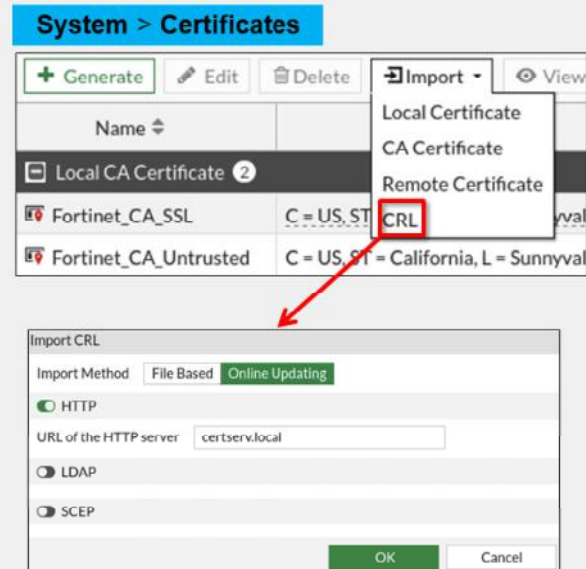 System > Certificates
+ Generate Edit Delete Import View
Name
Local Certificate
CA Certificate
Remote Certificate
CRL
Local CA Certificate 2
Fortinet_CA_SSL C = US, ST yval
Fortinet_CA_Untrusted C = US, ST = California, L = Sunnyval
Import CRL
Import Method File Based Online Updating
HTTP
URL of the HTTP server certserv.local
LDAP
SCEP
OK Cancel